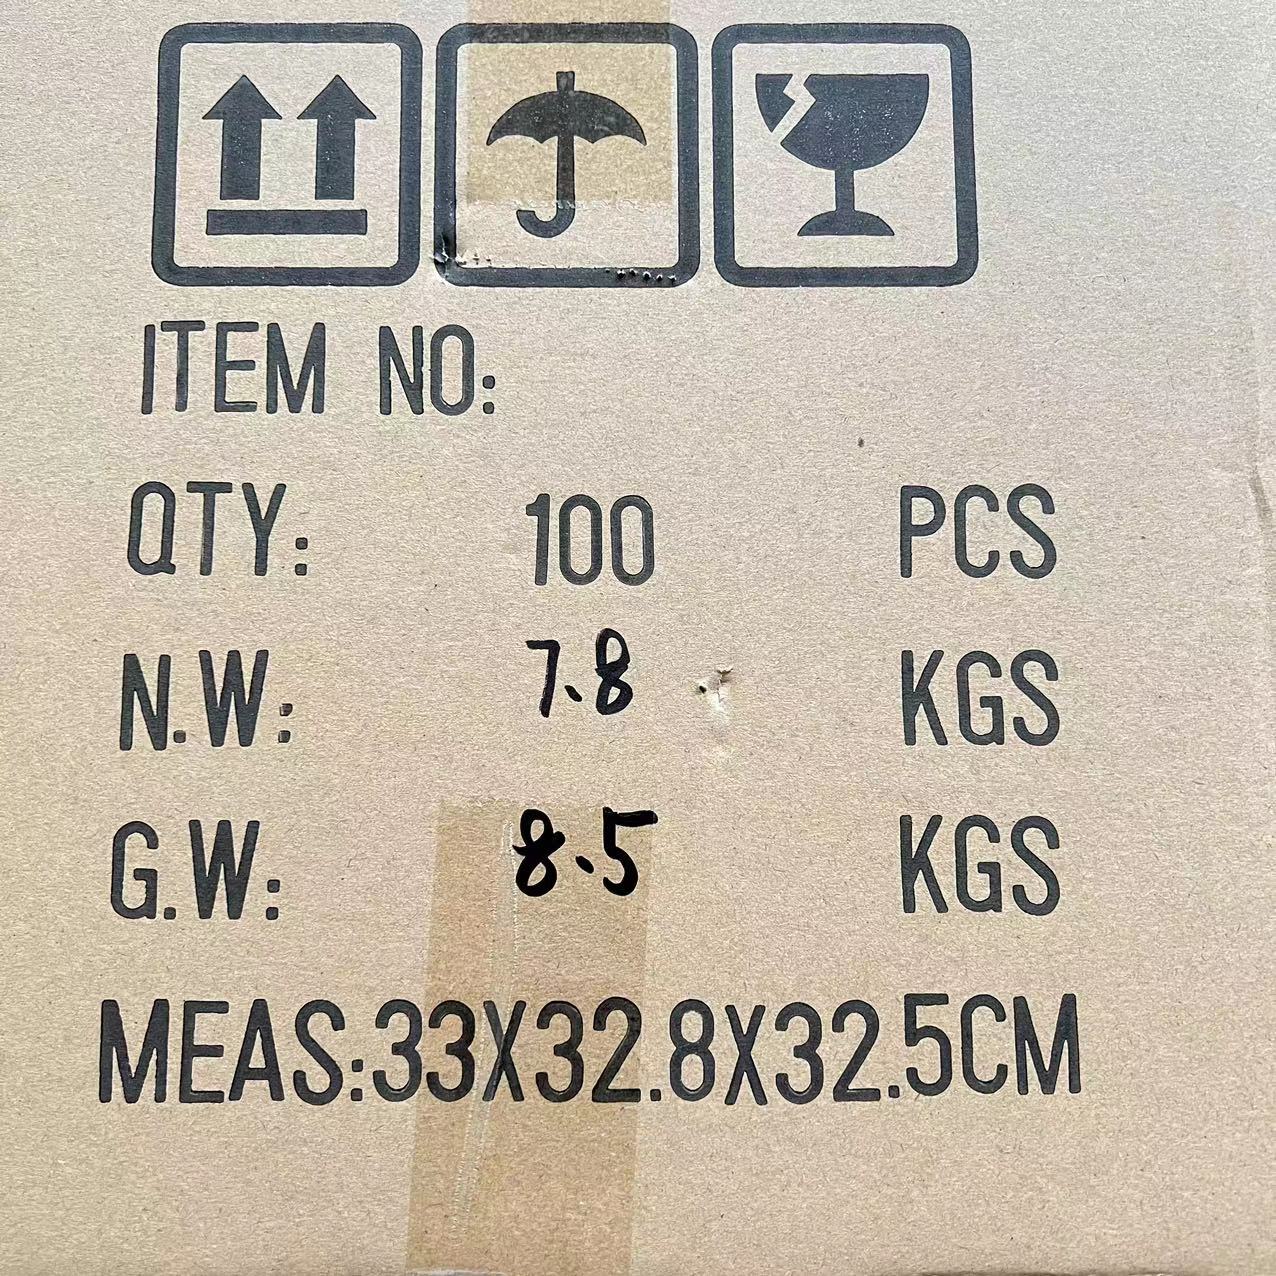 ITEM NO:
QTY: 100 PCS
N.W: 7.8 KGS
G.W: 8.5 KGS
MEAS:33X32.8X32.5CM